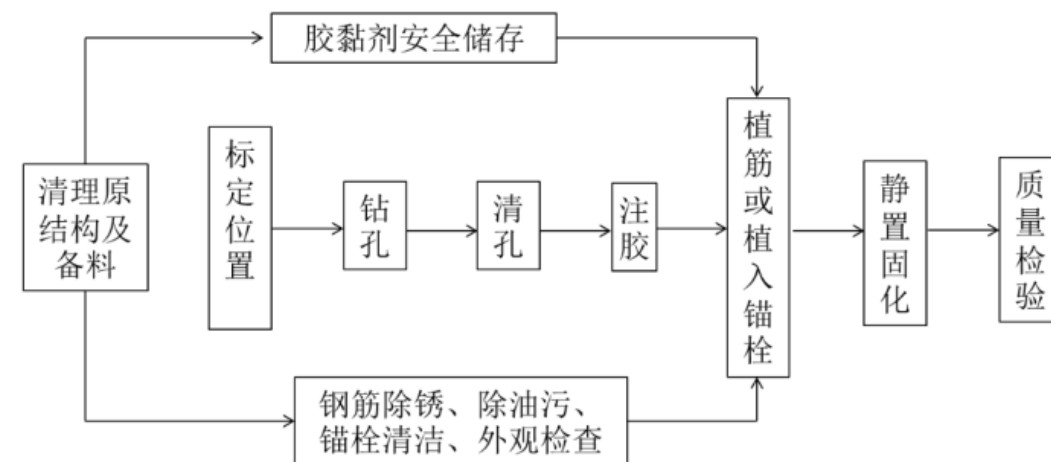 胶黏剂安全储存
清理原
结构及
备料
标定位置
钻孔
清孔
注胶
植筋或植入锚栓
静置固化
质量检验
钢筋除锈、除油污、
锚栓清洁、外观检查